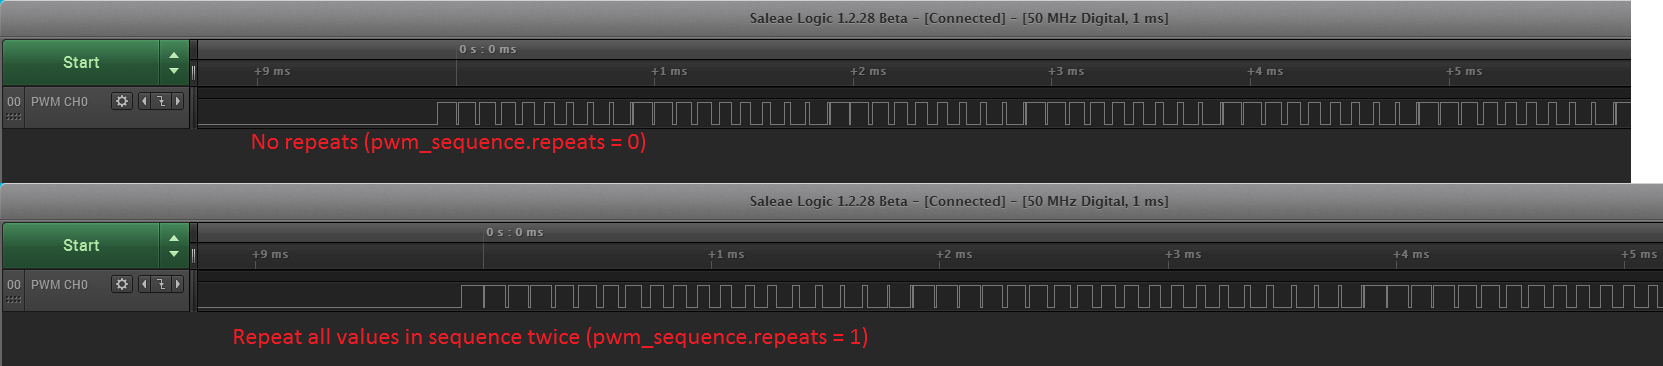 Saleae Logic 1.2.28 Beta - [Connected] - [50 MHz Digital, 1 ms]
Start
0 s : 0 ms
+9 ms +1 ms +2 ms +3 ms +4 ms +5 ms
00 PWM CH0
No repeats (pwm_sequence.repeats = 0)
Saleae Logic 1.2.28 Beta - [Connected] - [50 MHz Digital, 1 ms]
Start
0 s : 0 ms
+9 ms +1 ms +2 ms +3 ms +4 ms +5 ms
00 PWM CH0
Repeat all values in sequence twice (pwm_sequence.repeats = 1)